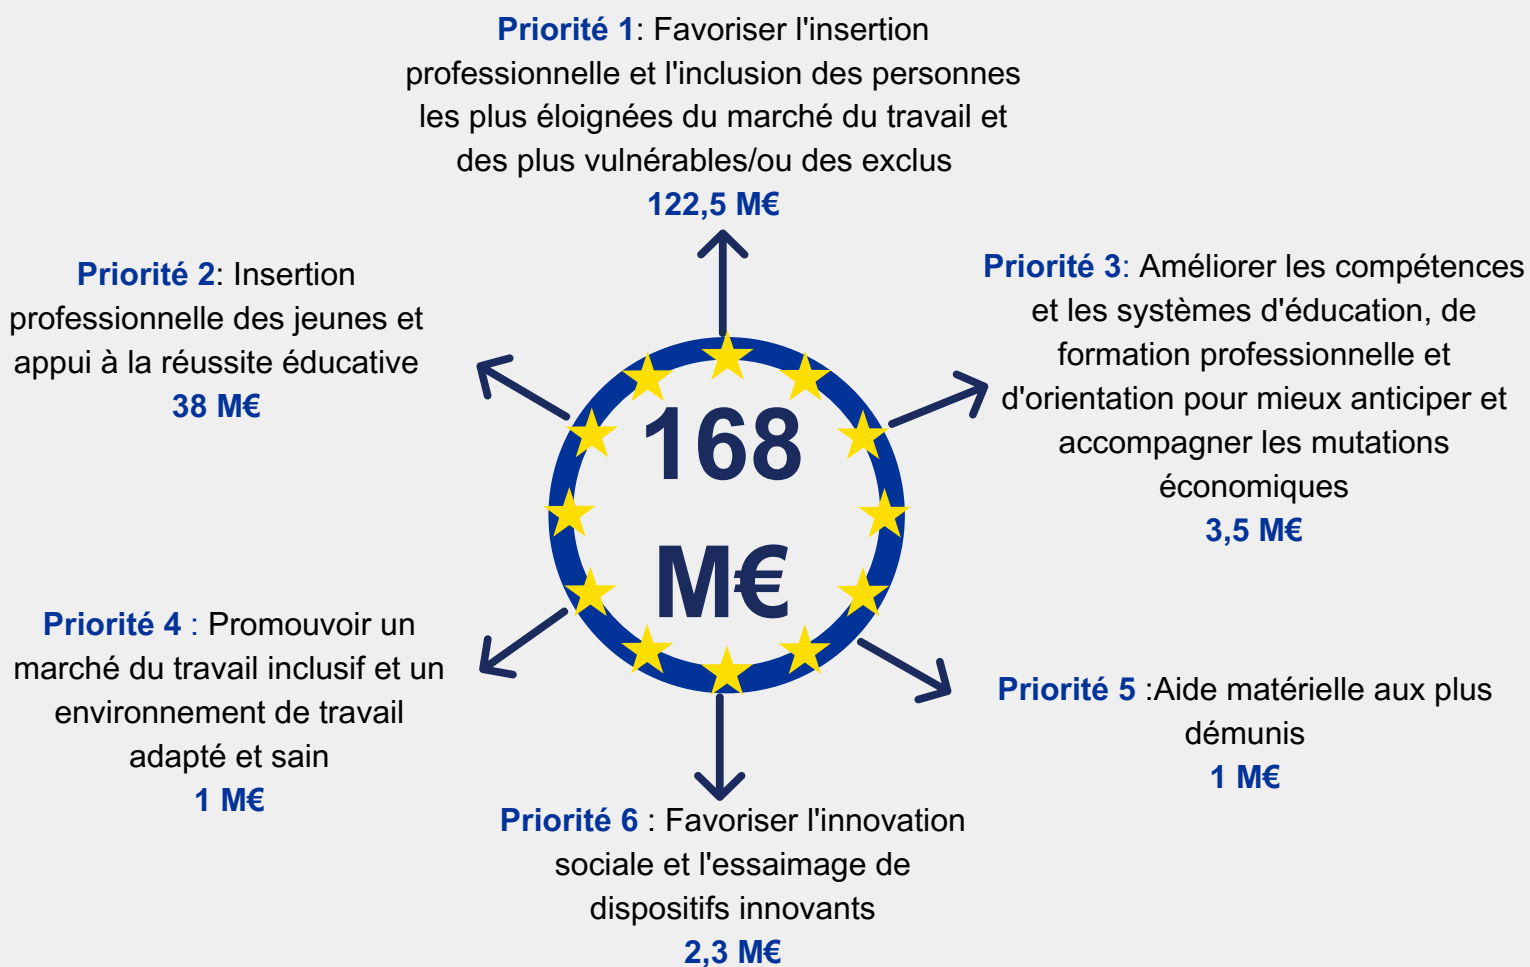 Priorité 1: Favoriser l'insertion
professionnelle et l'inclusion des personnes
les plus éloignées du marché du travail et
des plus vulnérables/ou des exclus
122,5 M€
Priorité 2: Insertion
professionnelle des jeunes et
appui à la réussite éducative
38 M€
Priorité 3: Améliorer les compétences
et les systèmes d'éducation, de
formation professionnelle et
d'orientation pour mieux anticiper et
accompagner les mutations
économiques
3,5 M€
168
M€
Priorité 4 : Promouvoir un
marché du travail inclusif et un
environnement de travail
adapté et sain
1 M€
Priorité 5 :Aide matérielle aux plus
démunis
1 M€
Priorité 6 : Favoriser l'innovation
sociale et l'essaimage de
dispositifs innovants
2,3 M€